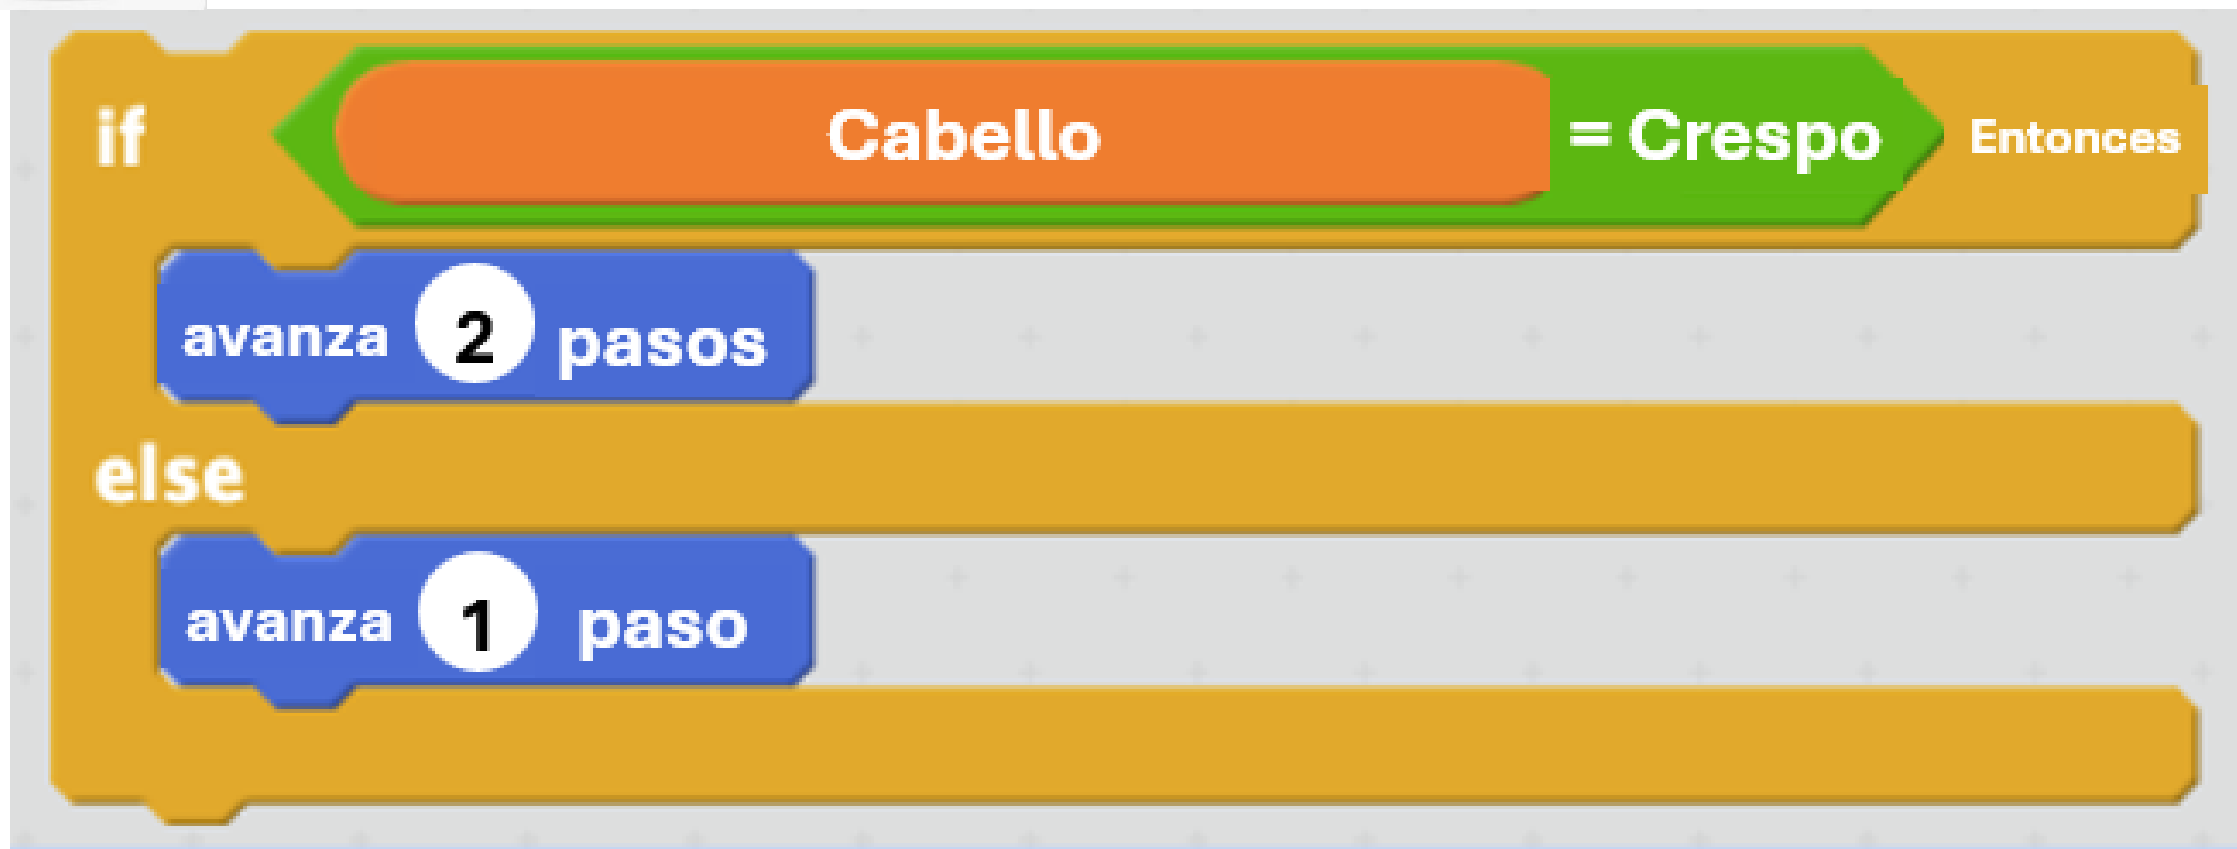 if Cabello = Crespo Entonces
avanza 2 pasos
else
avanza 1 paso